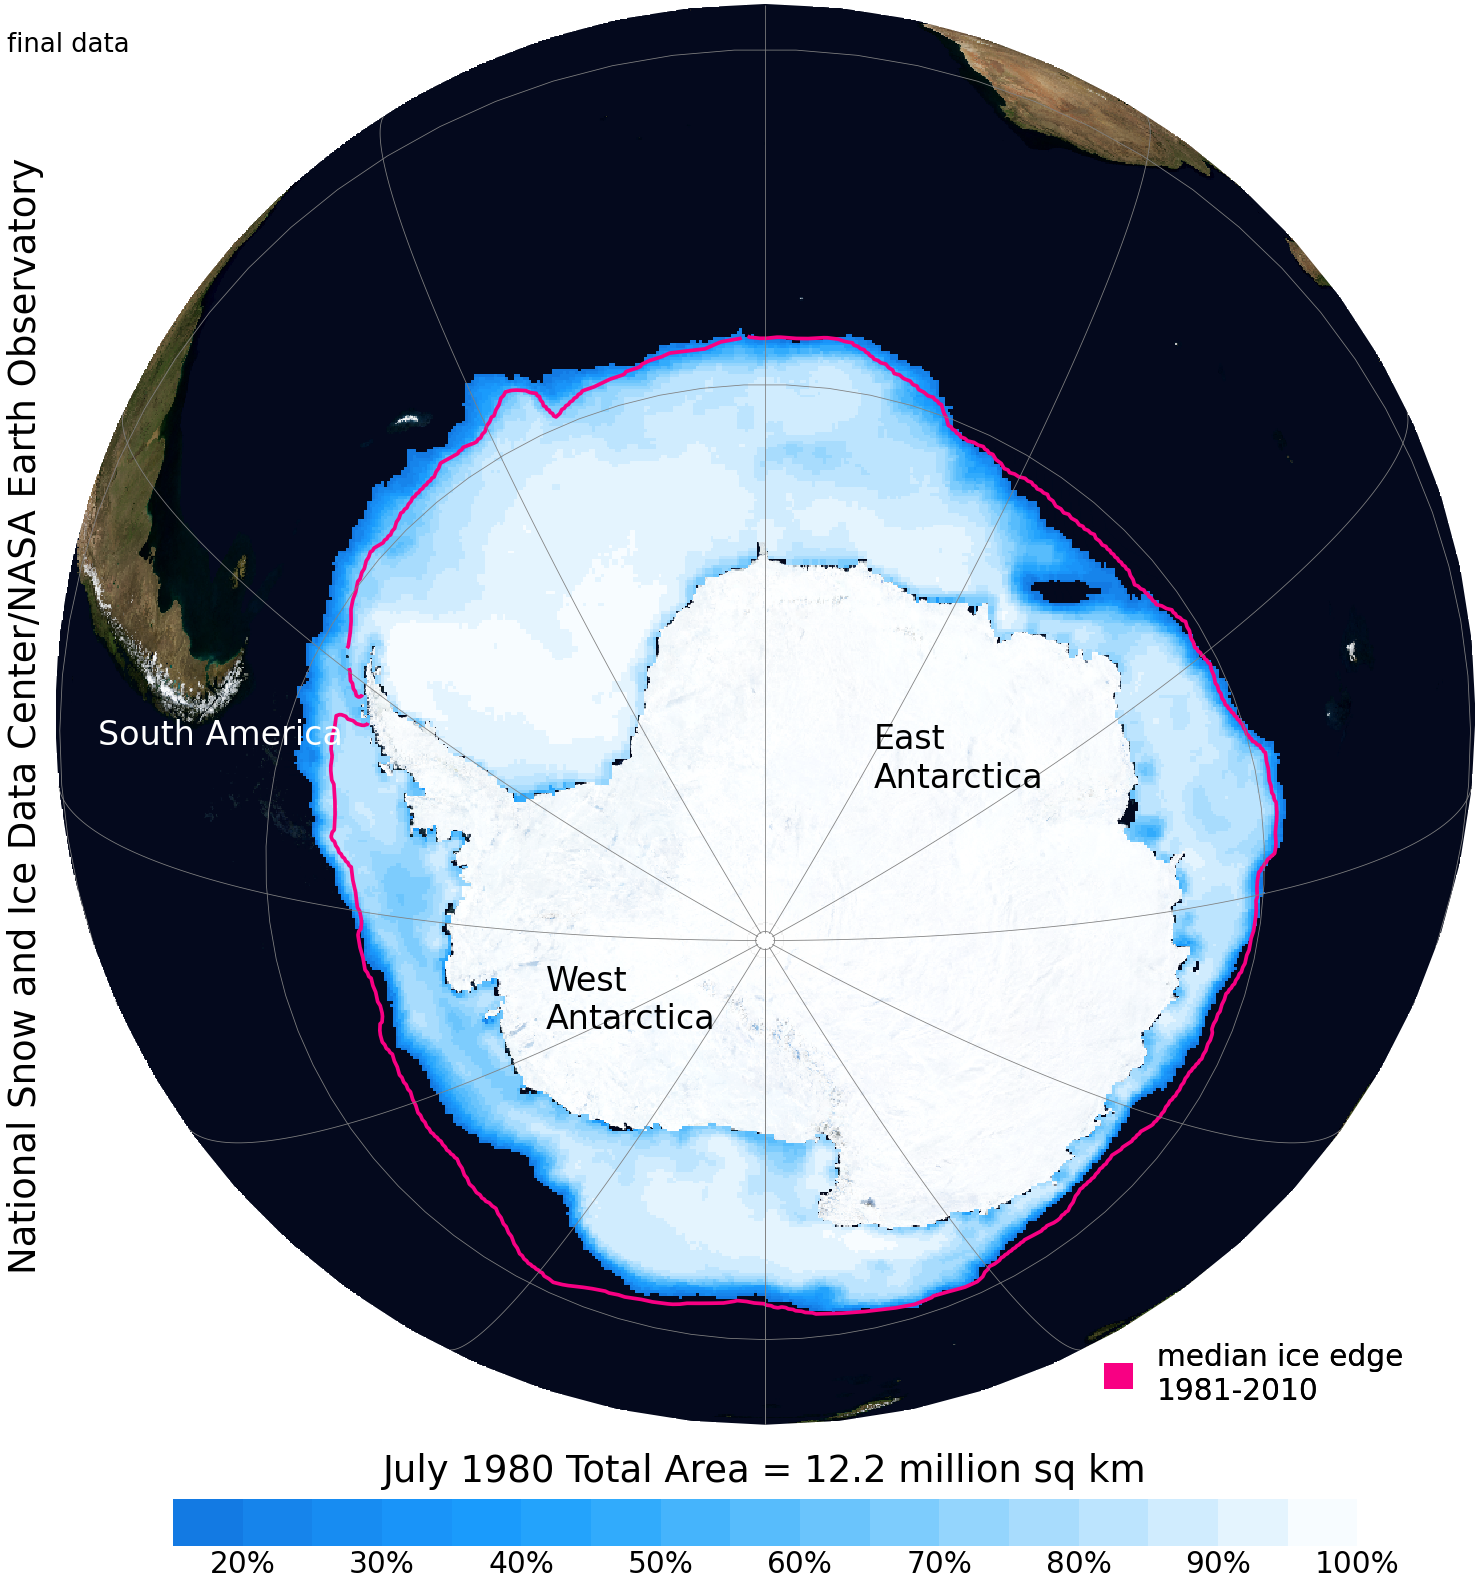 final data
National Snow and Ice Data Center/NASA Earth Observatory
South America
East
Antarctica
West
Antarctica
median ice edge
1981-2010
July 1980 Total Area = 12.2 million sq km
20% 30% 40% 50% 60% 70% 80% 90% 100%